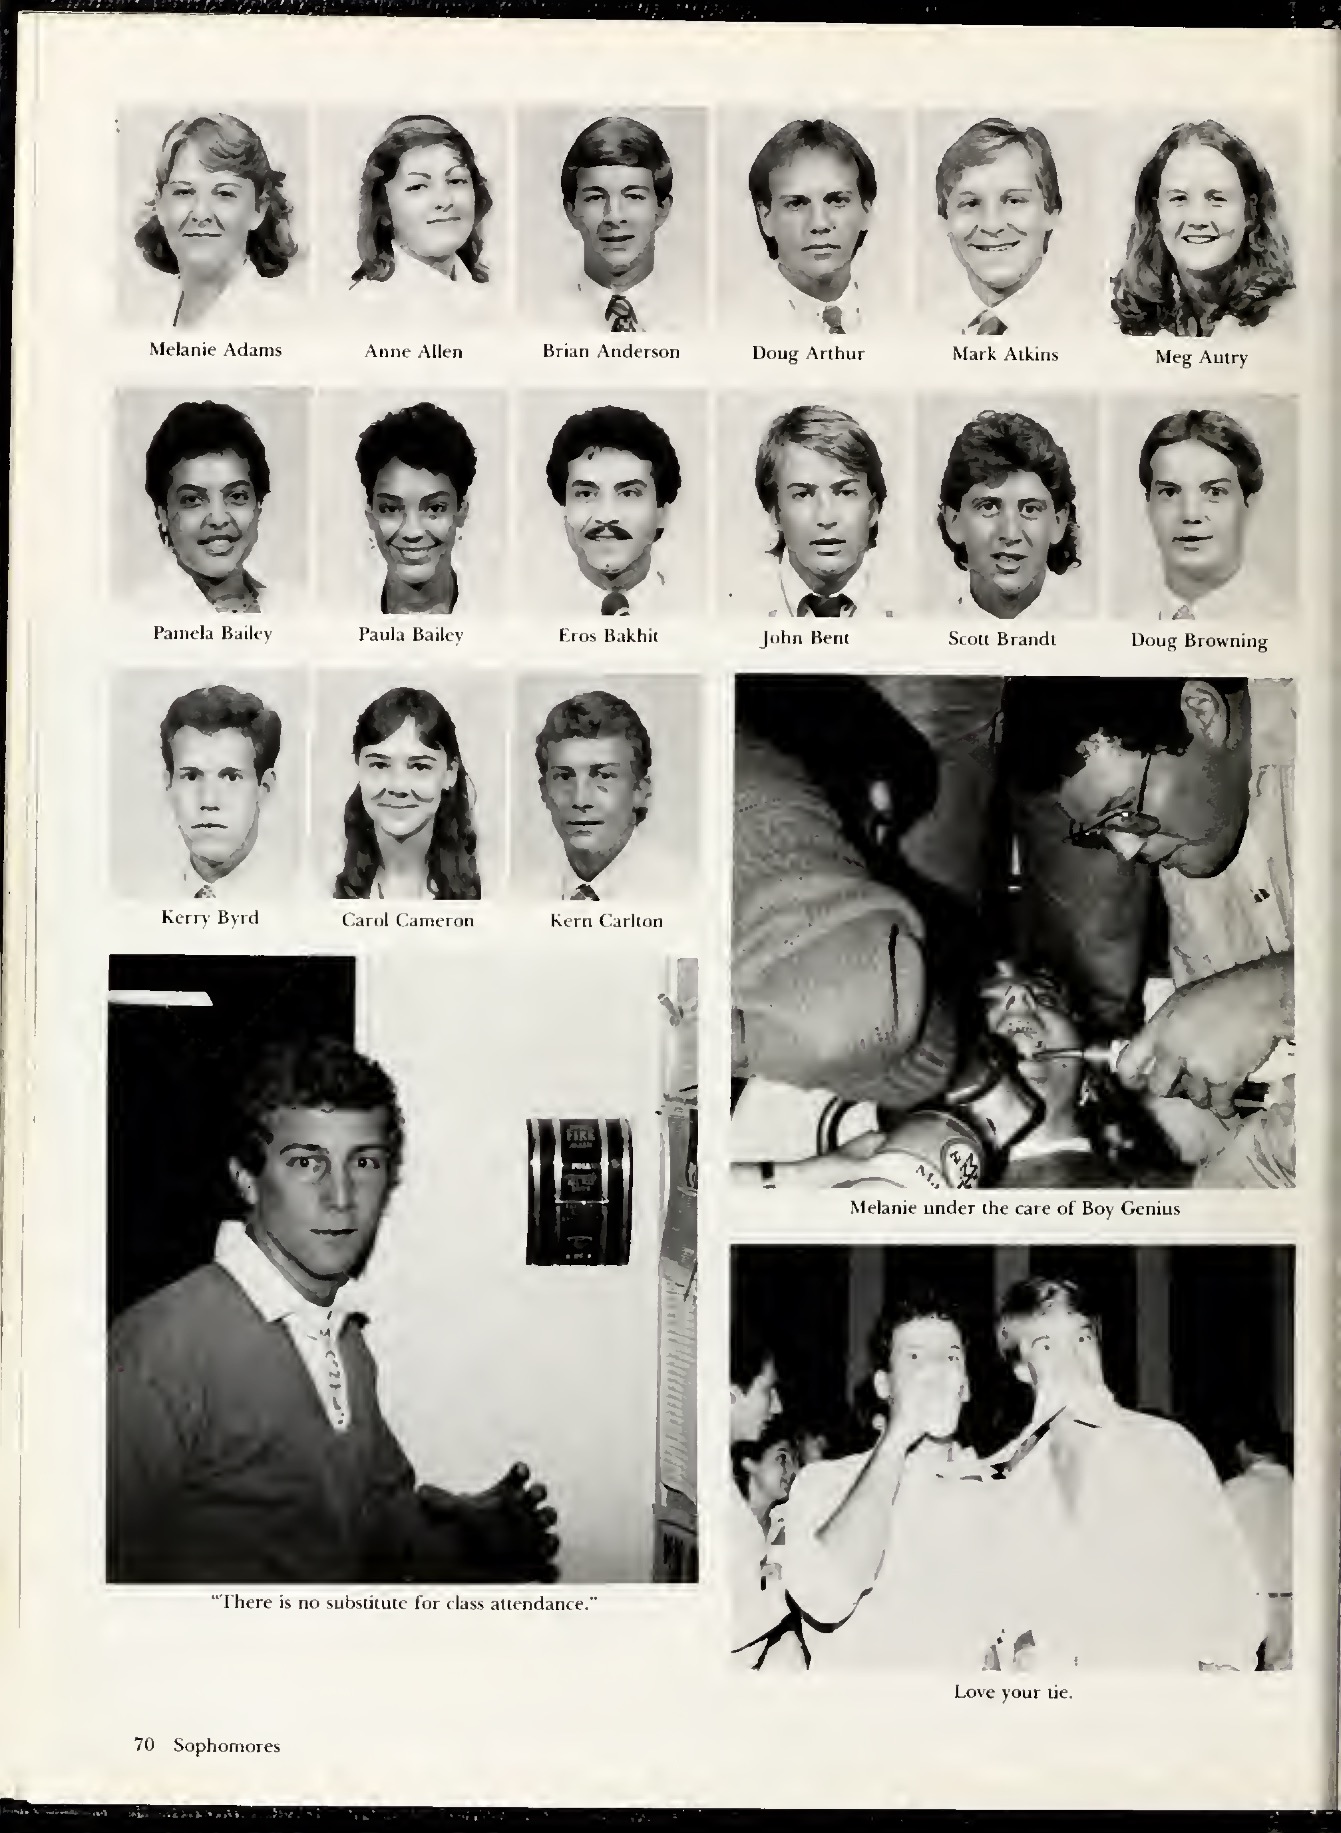 Melanie Adams
Anne Allen
Brian Anderson
Doug Arthur
Mark Atkins
Meg Autry
Pamela Bailey
Paula Bailey
Eros Bakhit
John Bent
Scott Brandt
Doug Browning
Kerry Byrd
Carol Cameron
Kern Carlton
FIRE
PULL
Melanie under the care of Boy Genius
"There is no substitute for class attendance."
Love your tie.
70 Sophomores